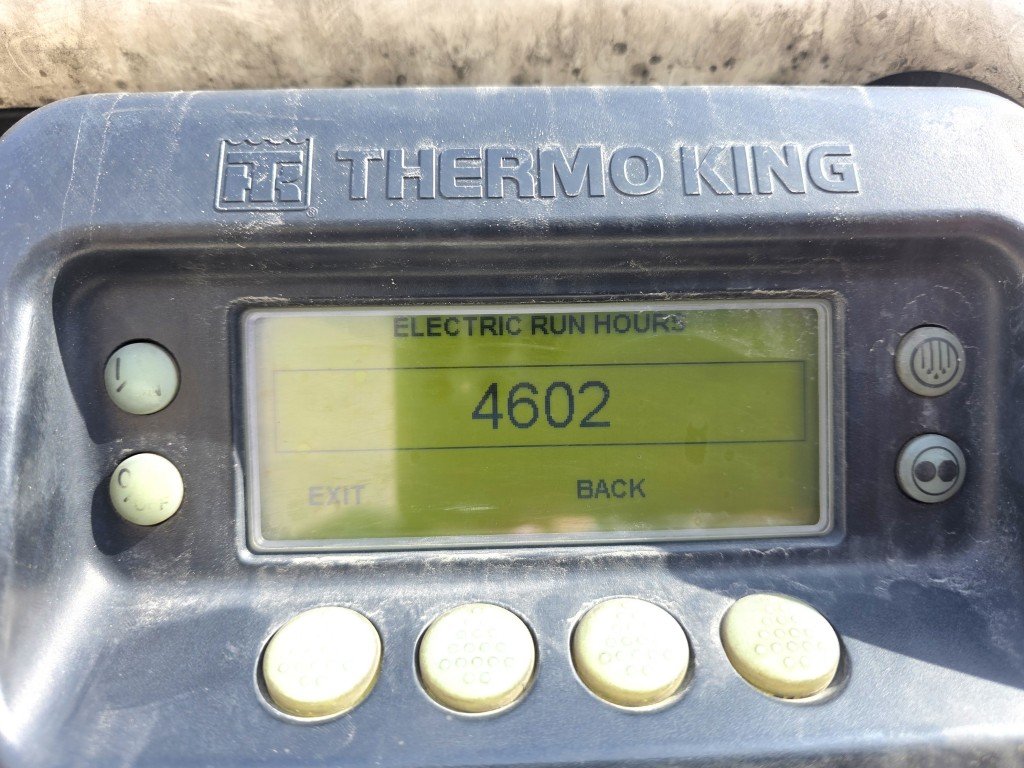 THERMO KING
ELECTRIC RUN HOURS
4602
EXIT
BACK